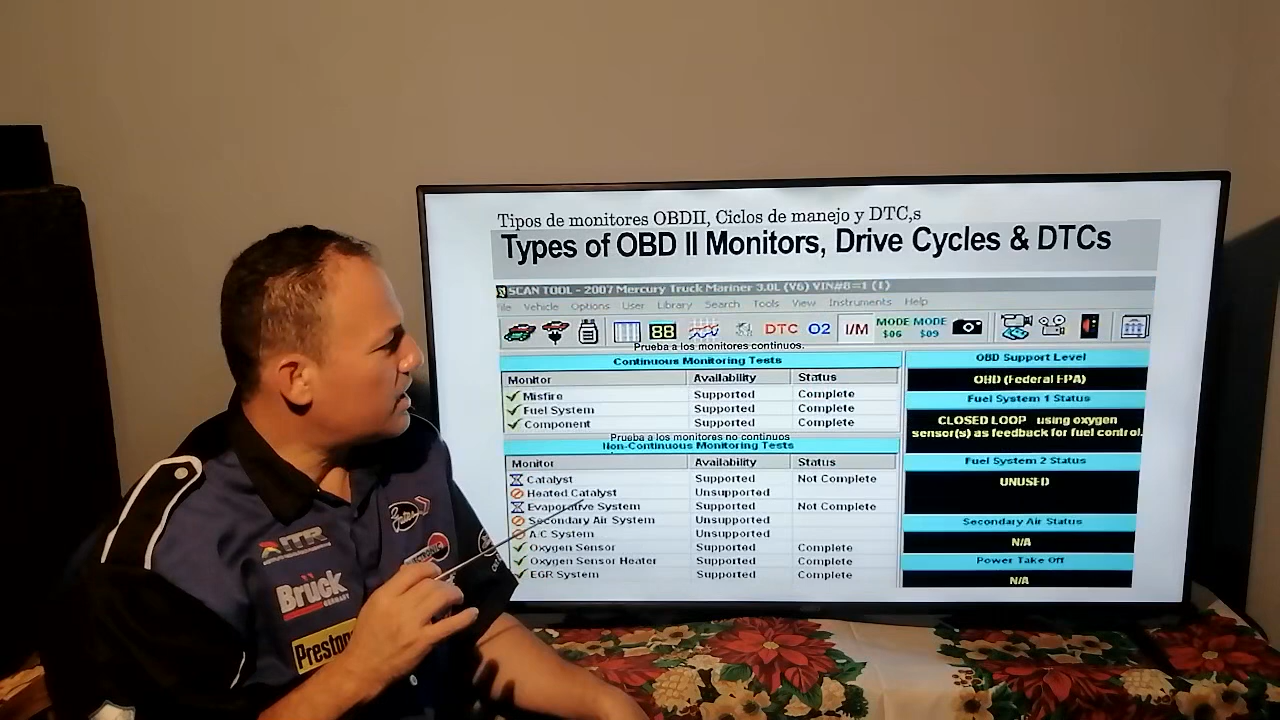 Tipos de monitores OBDII, Ciclos de manejo y DTC,s
Types of OBD II Monitors, Drive Cycles & DTCs
SCAN TOOL - 2007 Mercury Truck Mariner 3.0L (V6) VIN#8=1 (1)
Vehicle Options User Library Search Tools View Instruments Help
88 DTC O2 I/M MODE $06 MODE $09
Prueba a los monitores continuos.
Continuous Monitoring Tests
Monitor Availability Status
Misfire Supported Complete
Fuel System Supported Complete
Component Supported Complete
Prueba a los monitores no continuos
Non-Continuous Monitoring Tests
Monitor Availability Status
Catalyst Supported Not Complete
Heated Catalyst Unsupported
Evaporative System Supported Not Complete
Secondary Air System Unsupported
A/C System Unsupported
Oxygen Sensor Supported Complete
Oxygen Sensor Heater Supported Complete
EGR System Supported Complete
OBD Support Level
OBD (Federal EPA)
Fuel System 1 Status
CLOSED LOOP using oxygen
sensor(s) as feedback for fuel control.
Fuel System 2 Status
UNUSED
Secondary Air Status
N/A
Power Take Off
N/A
ITR
Brück
GERMANY
Gates